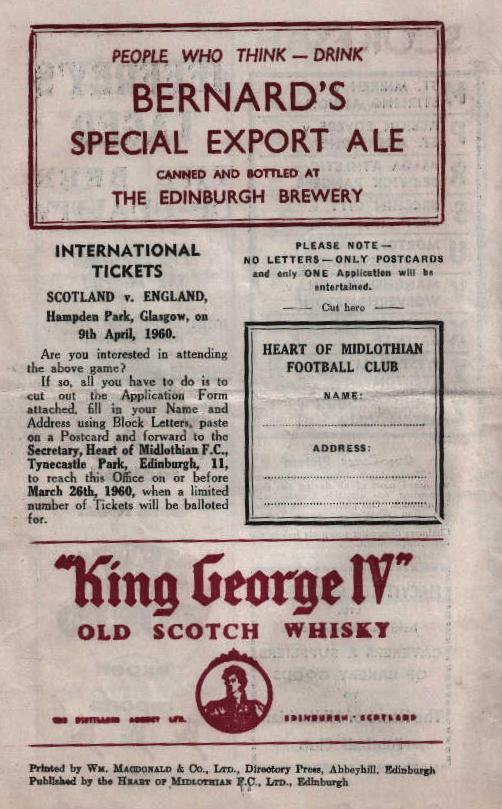 PEOPLE WHO THINK — DRINK
BERNARD'S
SPECIAL EXPORT ALE
CANNED AND BOTTLED AT
THE EDINBURGH BREWERY
INTERNATIONAL
TICKETS
SCOTLAND v. ENGLAND,
Hampden Park, Glasgow, on
9th April, 1960.
Are you interested in attending
the above game?
If so, all you have to do is to
cut out the Application Form
attached, fill in your Name and
Address using Block Letters, paste
on a Postcard and forward to the
Secretary, Heart of Midlothian F.C.,
Tynecastle Park, Edinburgh, 11,
to reach this Office on or before
March 26th, 1960, when a limited
number of Tickets will be balloted
for.
PLEASE NOTE—
NO LETTERS—ONLY POSTCARDS
and only ONE Application will be
entertained.
Cut here
HEART OF MIDLOTHIAN
FOOTBALL CLUB
NAME:
ADDRESS:
"King George IV"
OLD SCOTCH WHISKY
THE DISTILLERS AGENCY LTD. EDINBURGH, SCOTLAND
Printed by WM. MACDONALD & Co., LTD., Directory Press, Abbeyhill, Edinburgh
Published by the HEART OF MIDLOTHIAN F.C., LTD., Edinburgh